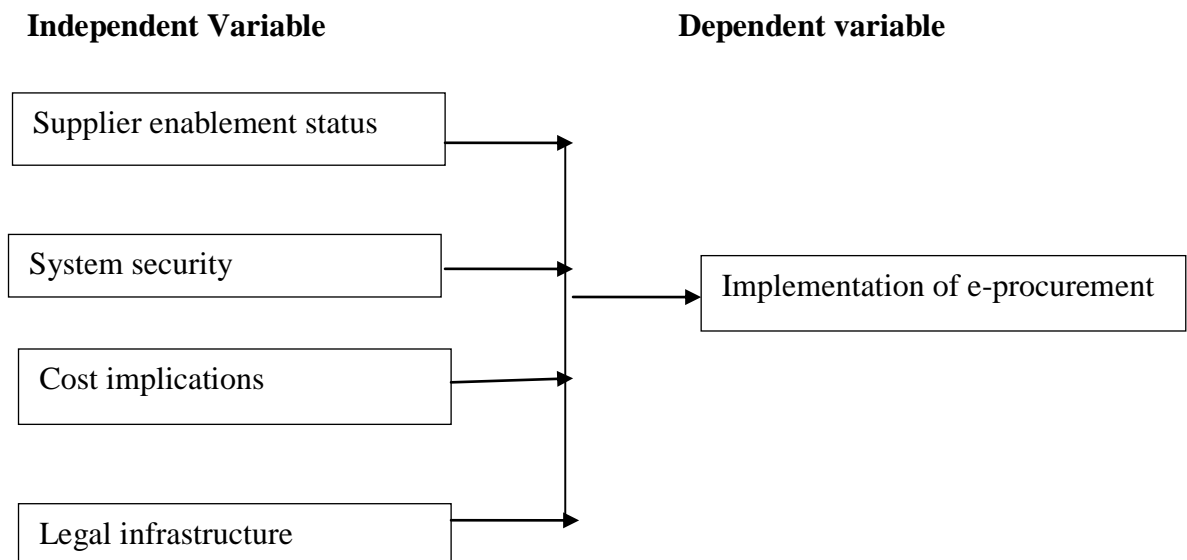 Independent Variable
Dependent variable
Supplier enablement status
System security
Implementation of e-procurement
Cost implications
Legal infrastructure